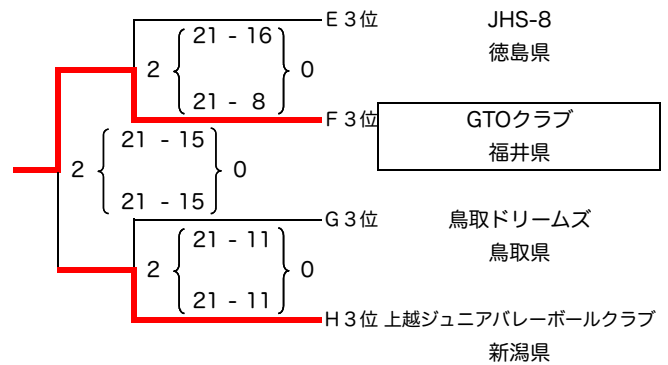 E3位 JHS-8
徳島県
2 21 - 16 0
21 - 8
F3位 GTOクラブ
福井県
2 21 - 15 0
21 - 15
G3位 鳥取ドリームズ
鳥取県
2 21 - 11 0
21 - 11
H3位 上越ジュニアバレーボールクラブ
新潟県